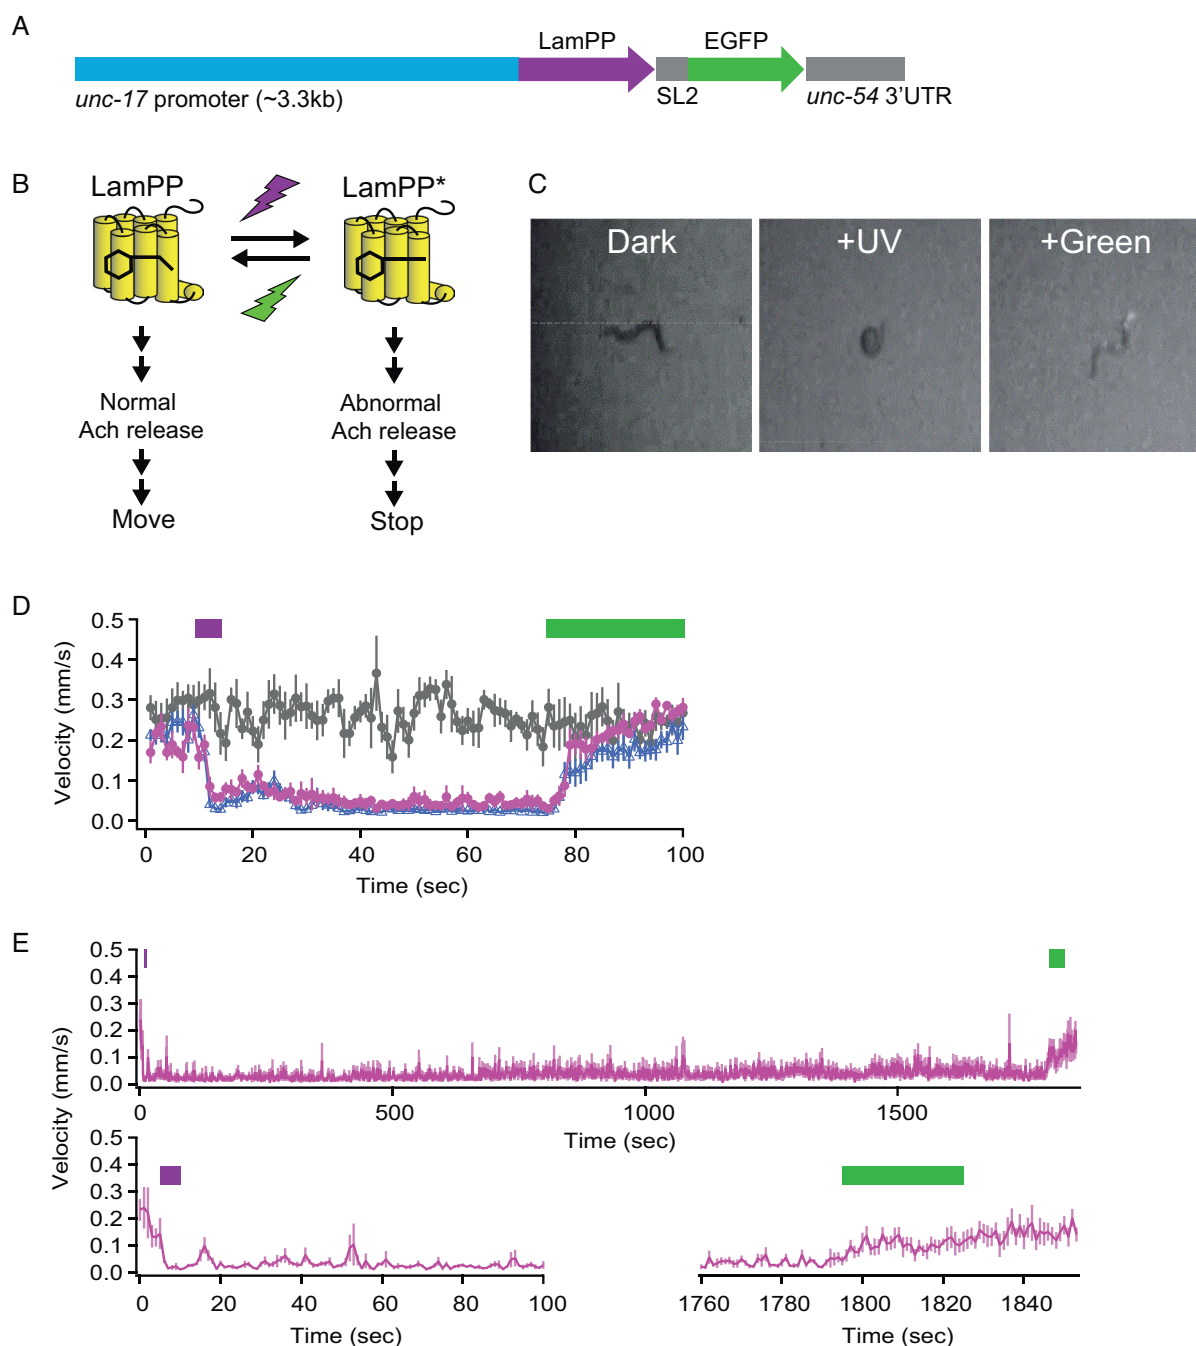 A
LamPP
EGFP
unc-17 promoter (~3.3kb)
SL2
unc-54 3'UTR
B
LamPP
LamPP*
Normal
Ach release
Move
Abnormal
Ach release
Stop
C
Dark
+UV
+Green
D
Velocity (mm/s)
0.5
0.4
0.3
0.2
0.1
0.0
0 20 40 60 80 100
Time (sec)
E
Velocity (mm/s)
0.5
0.4
0.3
0.2
0.1
0.0
0 500 1000 1500
Time (sec)
0.5
0.4
0.3
0.2
0.1
0.0
0 20 40 60 80 100
Time (sec)
1760 1780 1800 1820 1840
Time (sec)